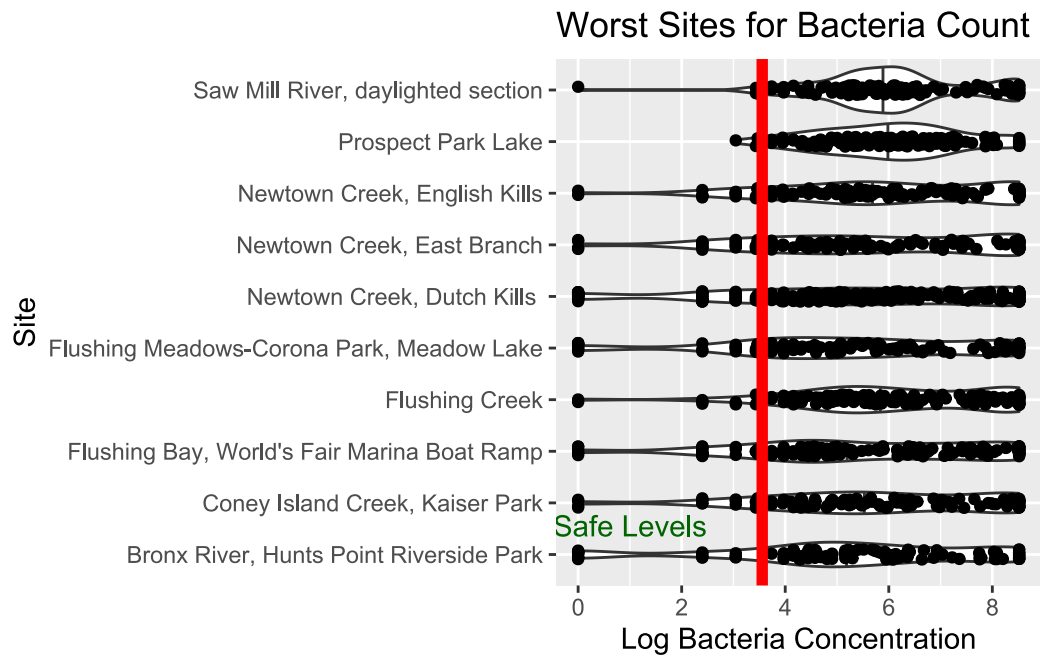 Worst Sites for Bacteria Count
Site
Saw Mill River, daylighted section
Prospect Park Lake
Newtown Creek, English Kills
Newtown Creek, East Branch
Newtown Creek, Dutch Kills
Flushing Meadows-Corona Park, Meadow Lake
Flushing Creek
Flushing Bay, World's Fair Marina Boat Ramp
Coney Island Creek, Kaiser Park
Safe Levels
Bronx River, Hunts Point Riverside Park
0 2 4 6 8
Log Bacteria Concentration